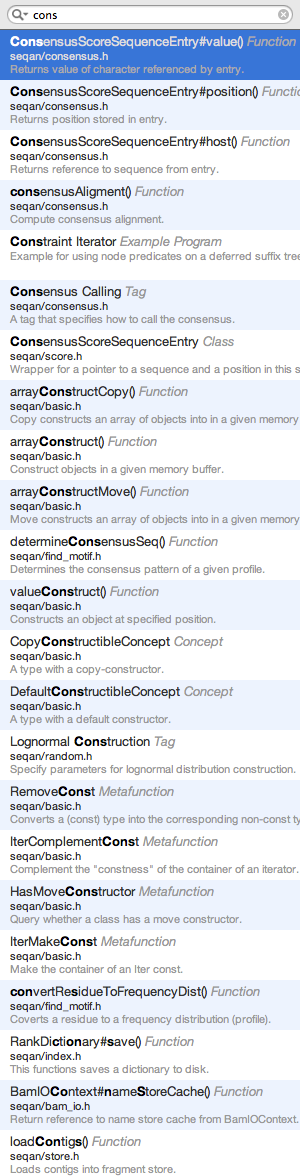 cons
ConsensusScoreSequenceEntry#value() Function
seqan/consensus.h
Returns value of character referenced by entry.
ConsensusScoreSequenceEntry#position() Functio
seqan/consensus.h
Returns position stored in entry.
ConsensusScoreSequenceEntry#host() Function
seqan/consensus.h
Returns reference to sequence from entry.
consensusAligment() Function
seqan/consensus.h
Compute consensus alignment.
Constraint Iterator Example Program
Example for using node predicates on a deferred suffix tree
Consensus Calling Tag
seqan/consensus.h
A tag that specifies how to call the consensus.
ConsensusScoreSequenceEntry Class
seqan/score.h
Wrapper for a pointer to a sequence and a position in this s
arrayConstructCopy() Function
seqan/basic.h
Copy constructs an array of objects into in a given memory
arrayConstruct() Function
seqan/basic.h
Construct objects in a given memory buffer.
arrayConstructMove() Function
seqan/basic.h
Move constructs an array of objects into in a given memory
determineConsensusSeq() Function
seqan/find_motif.h
Determines the consensus pattern of a given profile.
valueConstruct() Function
seqan/basic.h
Constructs an object at specified position.
CopyConstructibleConcept Concept
seqan/basic.h
A type with a copy-constructor.
DefaultConstructibleConcept Concept
seqan/basic.h
A type with a default constructor.
Lognormal Construction Tag
seqan/random.h
Specify parameters for lognormal distribution construction.
RemoveConst Metafunction
seqan/basic.h
Converts a (const) type into the corresponding non-const ty
IterComplementConst Metafunction
seqan/basic.h
Complement the "constness" of the container of an iterator.
HasMoveConstructor Metafunction
seqan/basic.h
Query whether a class has a move constructor.
IterMakeConst Metafunction
seqan/basic.h
Make the container of an Iter const.
convertResidueToFrequencyDist() Function
seqan/find_motif.h
Coverts a residue to a frequency distribution (profile).
RankDictionary#save() Function
seqan/index.h
This functions saves a dictionary to disk.
BamIOContext#nameStoreCache() Function
seqan/bam_io.h
Return reference to name store cache from BamIOContext.
loadContigs() Function
seqan/store.h
Loads contigs into fragment store.